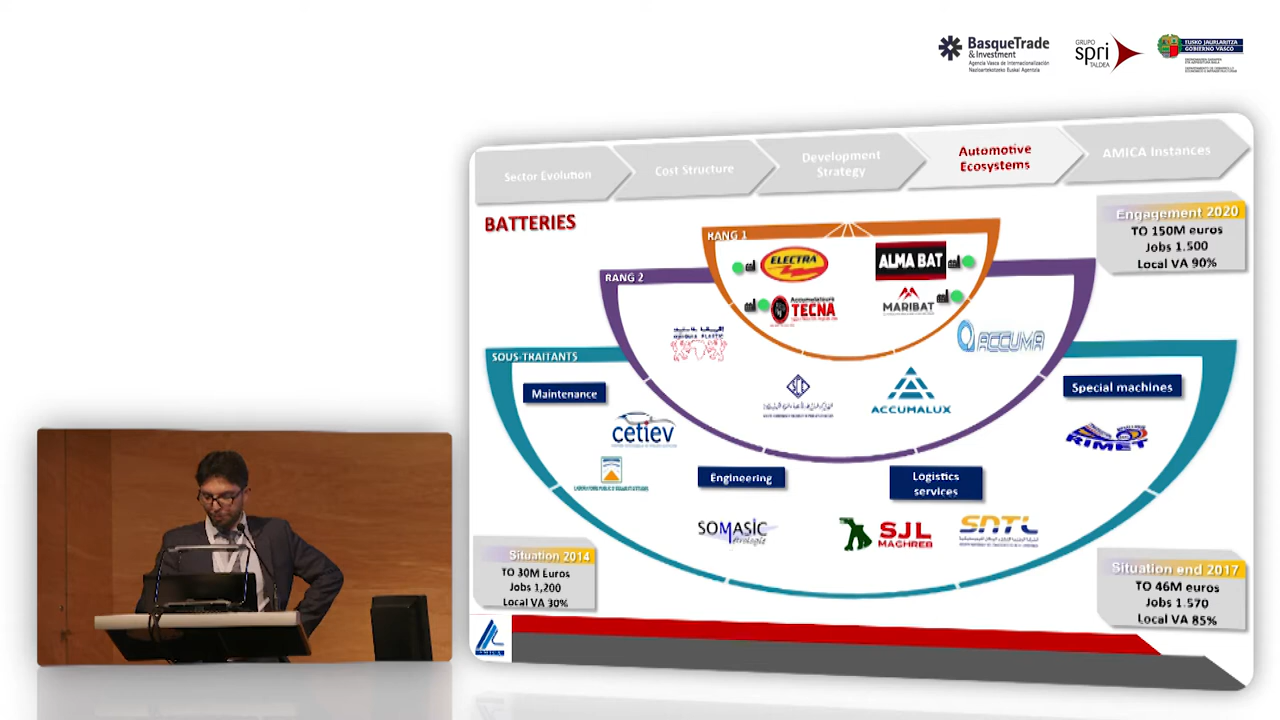 BasqueTrade
& Investment
Agencia Vasca de Internacionalización
Nazioartekotzeko Euskal Agentzia
GRUPO
spri
TALDEA
EUSKO JAURLARITZA
GOBIERNO VASCO
Sector Evolution
Cost Structure
Development
Strategy
Automotive
Ecosystems
AMICA Instances
BATTERIES
Engagement 2020
TO 150M euros
Jobs 1.500
Local VA 90%
RANG 1
ELECTRA
ALMA BAT
Accumulateurs
TECNA
MARIBAT
RANG 2
ACCUMA
ACCUMALUX
SOUS-TRAITANTS
Maintenance
Special machines
cetiev
RIMET
Engineering
Logistics
services
SOMASIC
SJL
MAGHREB
SNTL
Situation 2014
TO 30M Euros
Jobs 1,200
Local VA 30%
Situation end 2017
TO 46M euros
Jobs 1.570
Local VA 85%
AMICA